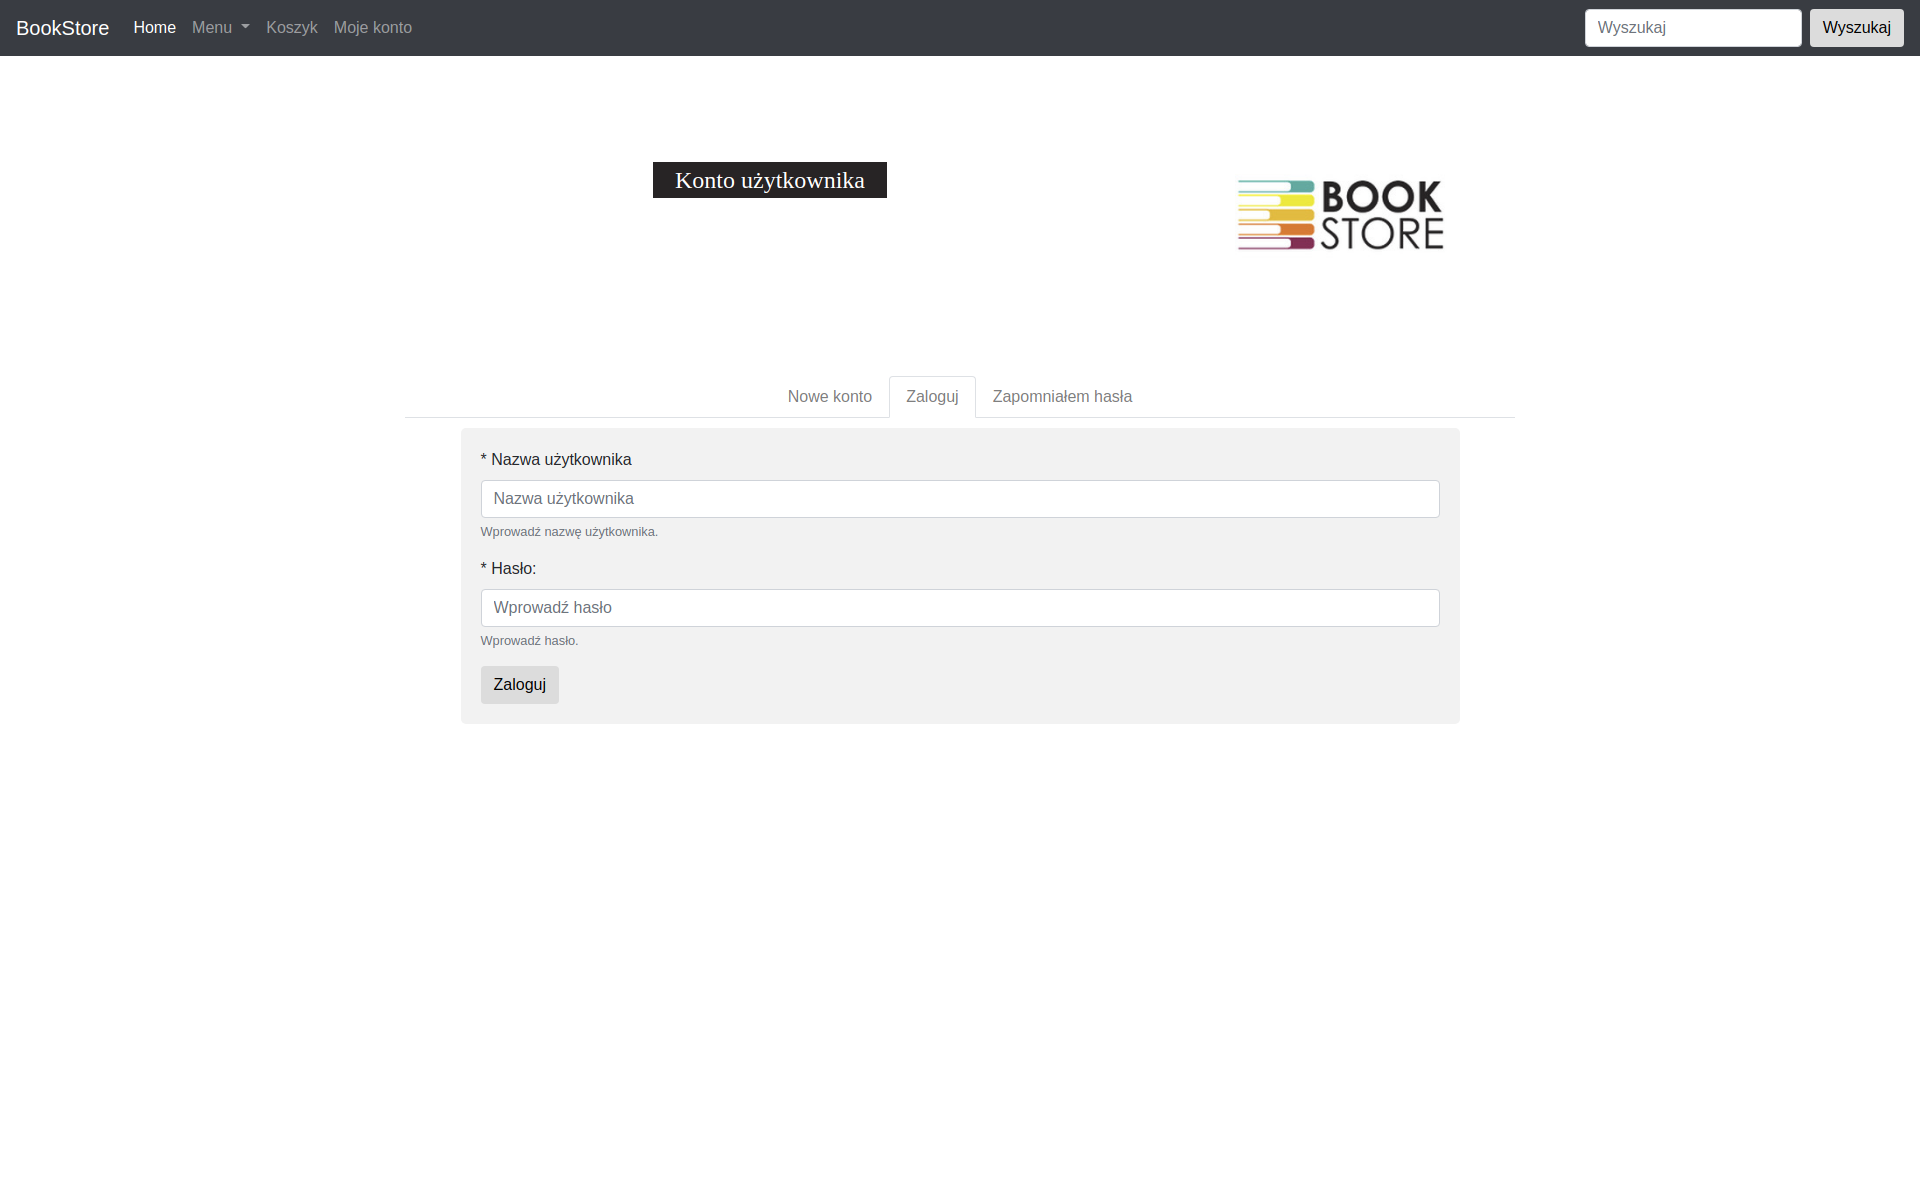 BookStore Home Menu Koszyk Moje konto Wyszukaj Wyszukaj
Konto użytkownika
BOOK
STORE
Nowe konto Zaloguj Zapomniałem hasła
* Nazwa użytkownika
Nazwa użytkownika
Wprowadź nazwę użytkownika.
* Hasło:
Wprowadź hasło
Wprowadź hasło.
Zaloguj